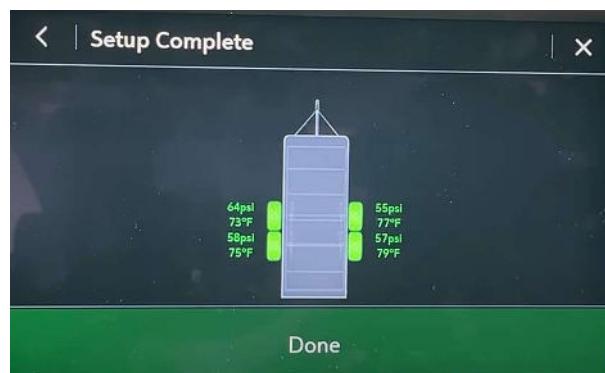 Setup Complete
64psi 55psi
73°F 77°F
58psi 57psi
75°F 79°F
Done